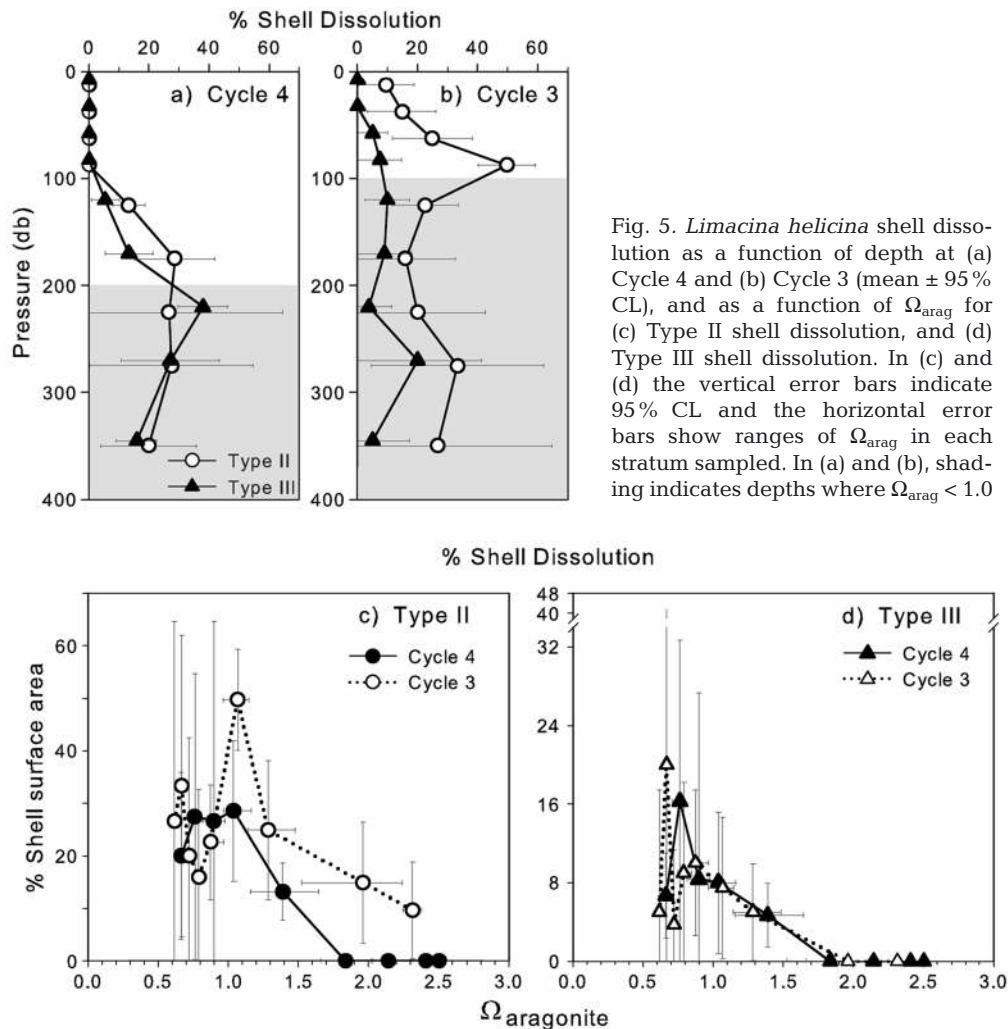 % Shell Dissolution
0 20 40 60 0 20 40 60
0
100
200
300
400
Pressure (db)
a) Cycle 4
b) Cycle 3
Type II
Type III
Fig. 5. Limacina helicina shell disso-
lution as a function of depth at (a)
Cycle 4 and (b) Cycle 3 (mean ± 95%
CL), and as a function of Ωarag for
(c) Type II shell dissolution, and (d)
Type III shell dissolution. In (c) and
(d) the vertical error bars indicate
95% CL and the horizontal error
bars show ranges of Ωarag in each
stratum sampled. In (a) and (b), shad-
ing indicates depths where Ωarag < 1.0
% Shell Dissolution
% Shell surface area
60
40
20
0
c) Type II
Cycle 4
Cycle 3
0.0 0.5 1.0 1.5 2.0 2.5 3.0
48
40
32
24
16
8
0
d) Type III
Cycle 4
Cycle 3
0.0 0.5 1.0 1.5 2.0 2.5 3.0
Ωaragonite